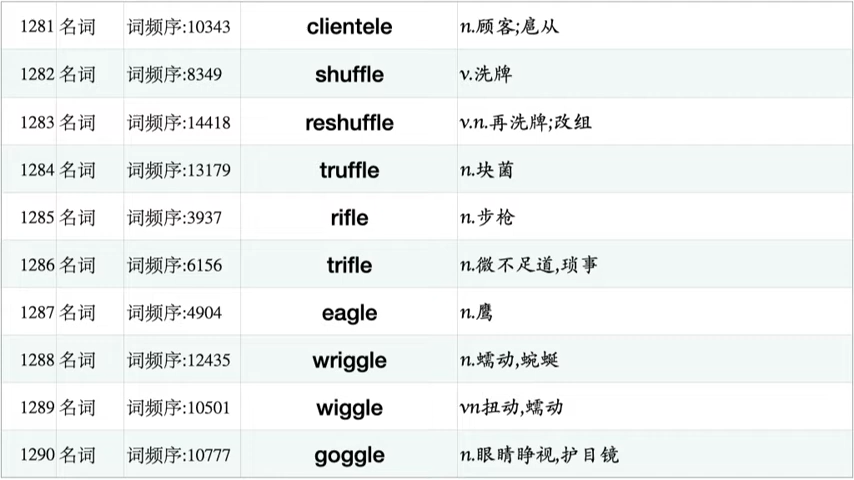 1281 名词 词频序:10343 clientele n.顾客;扈从
1282 名词 词频序:8349 shuffle v.洗牌
1283 名词 词频序:14418 reshuffle v.n.再洗牌;改组
1284 名词 词频序:13179 truffle n.块菌
1285 名词 词频序:3937 rifle n.步枪
1286 名词 词频序:6156 trifle n.微不足道,琐事
1287 名词 词频序:4904 eagle n.鹰
1288 名词 词频序:12435 wriggle n.蠕动,蜿蜒
1289 名词 词频序:10501 wiggle vn扭动,蠕动
1290 名词 词频序:10777 goggle n.眼睛睁视,护目镜